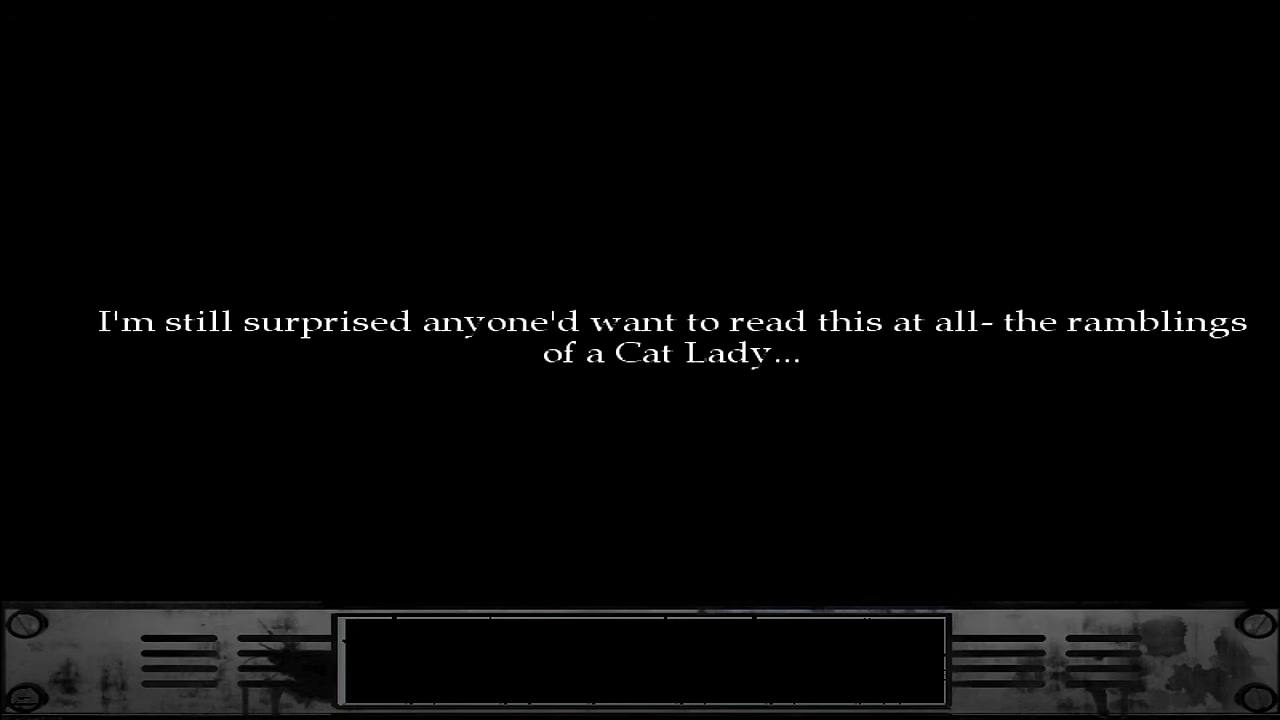 I'm still surprised anyone'd want to read this at all- the ramblings
of a Cat Lady...